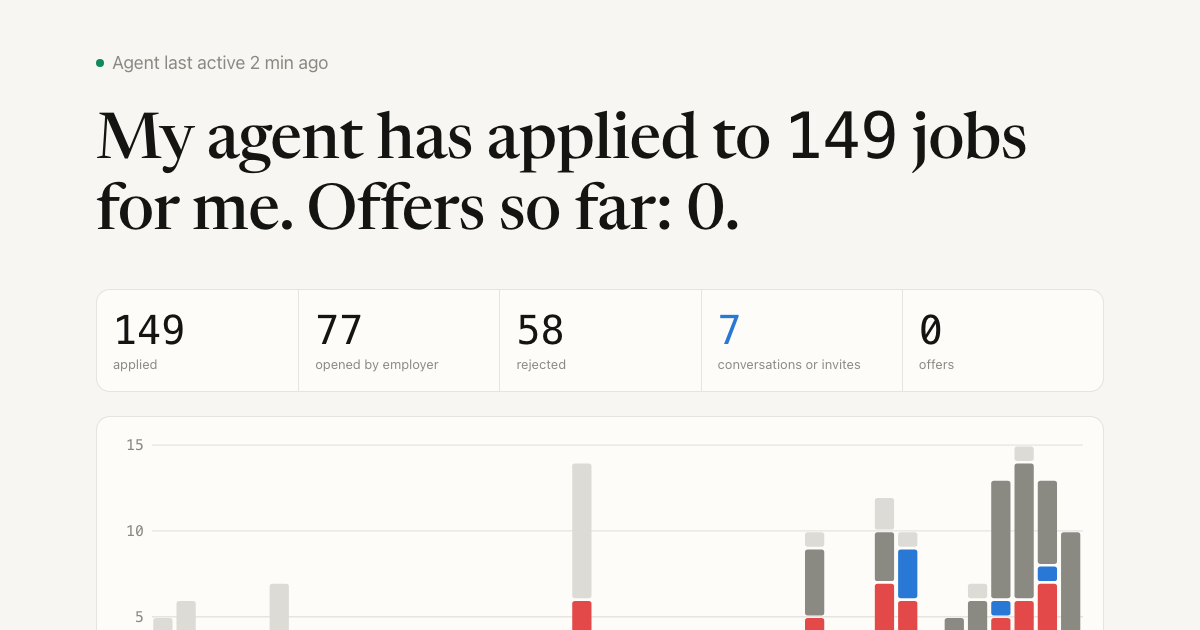 Agent last active 2 min ago
My agent has applied to 149 jobs
for me. Offers so far: 0.
149
applied
77
opened by employer
58
rejected
7
conversations or invites
0
offers
15
10
5